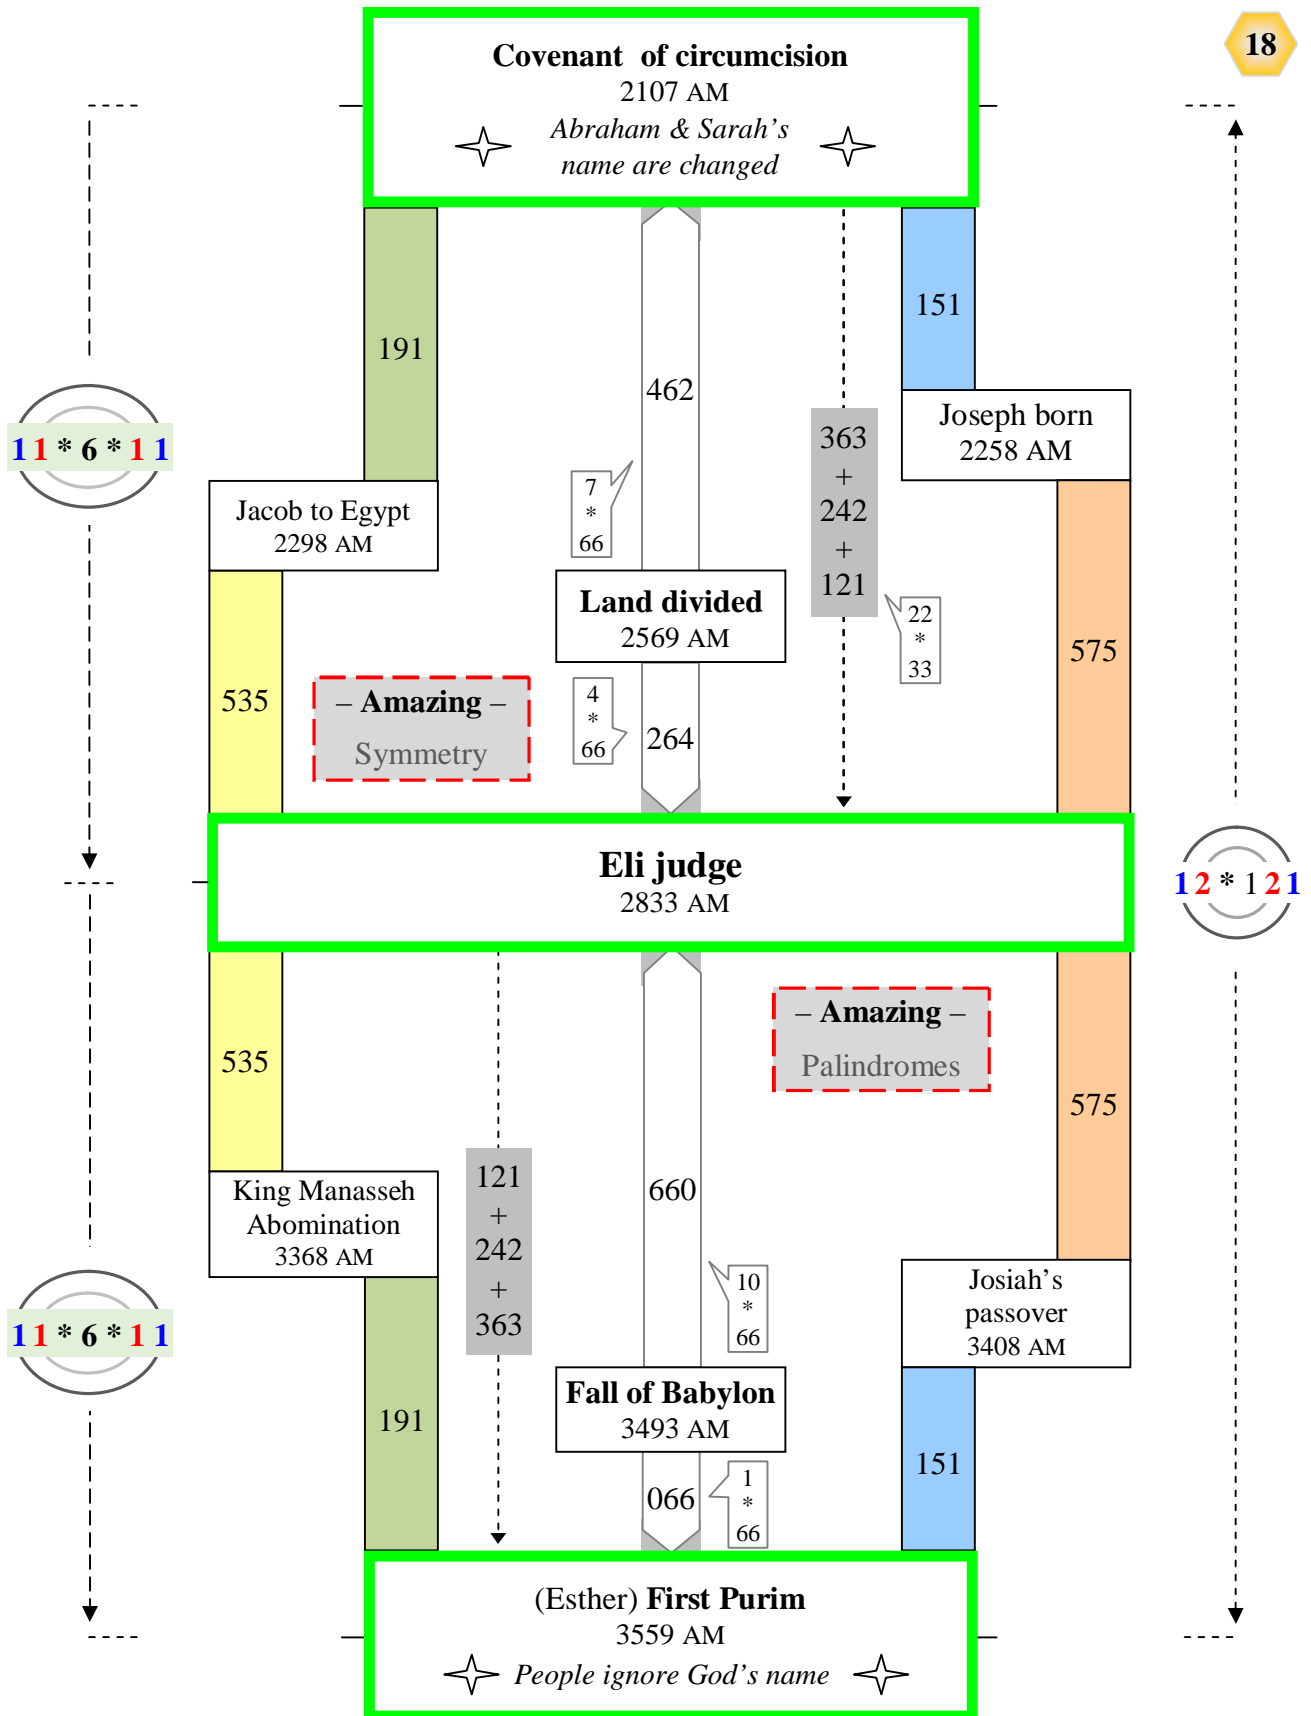 18
Covenant  of circumcision
2107 AM
Abraham & Sarah’s
name are changed
191
462
151
Joseph born
2258 AM
363
+
242
+
121
11 * 6 * 11
7
*
66
Jacob to Egypt
2298 AM
Land divided
2569 AM
22
*
33
575
535
– Amazing –
Symmetry
4
*
66
264
Eli judge
2833 AM
12 * 121
535
– Amazing –
Palindromes
575
121
+
242
+
363
660
King Manasseh
Abomination
3368 AM
10
*
66
Josiah’s
passover
3408 AM
11 * 6 * 11
Fall of Babylon
3493 AM
191
151
066
1
*
66
(Esther) First Purim
3559 AM
People ignore God’s name